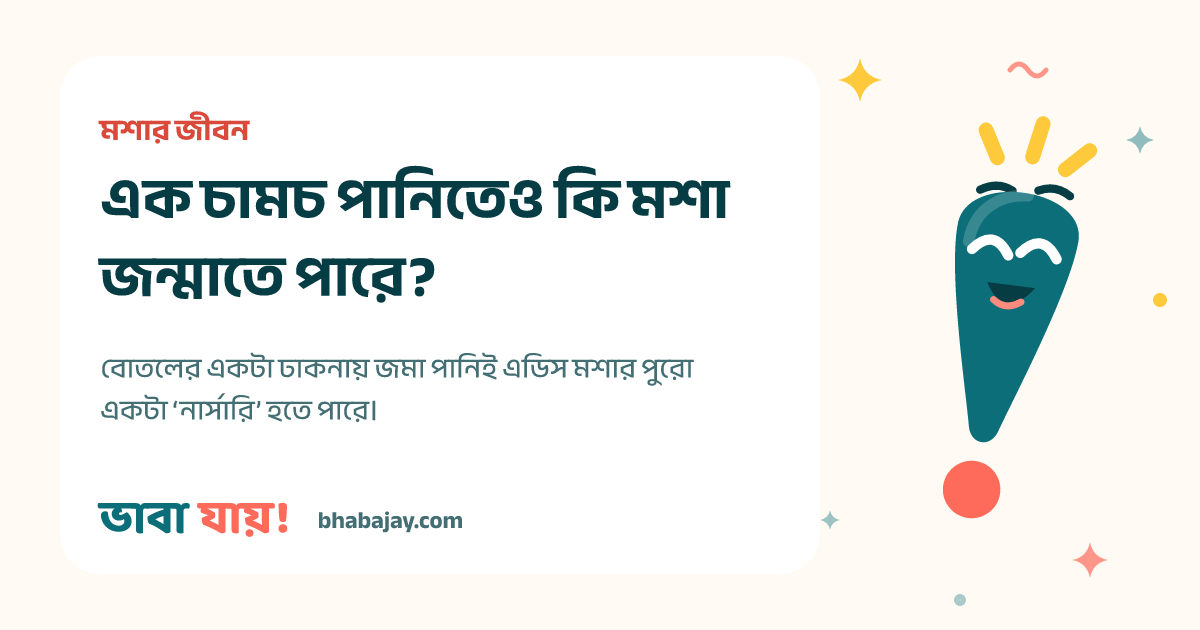 মশার জীবন
এক চামচ পানিতেও কি মশা
জন্মাতে পারে?
বোতলের একটা ঢাকনায় জমা পানিই এডিস মশার পুরো
একটা ‘নার্সারি’ হতে পারে।
ভাবা যায়! bhabajay.com